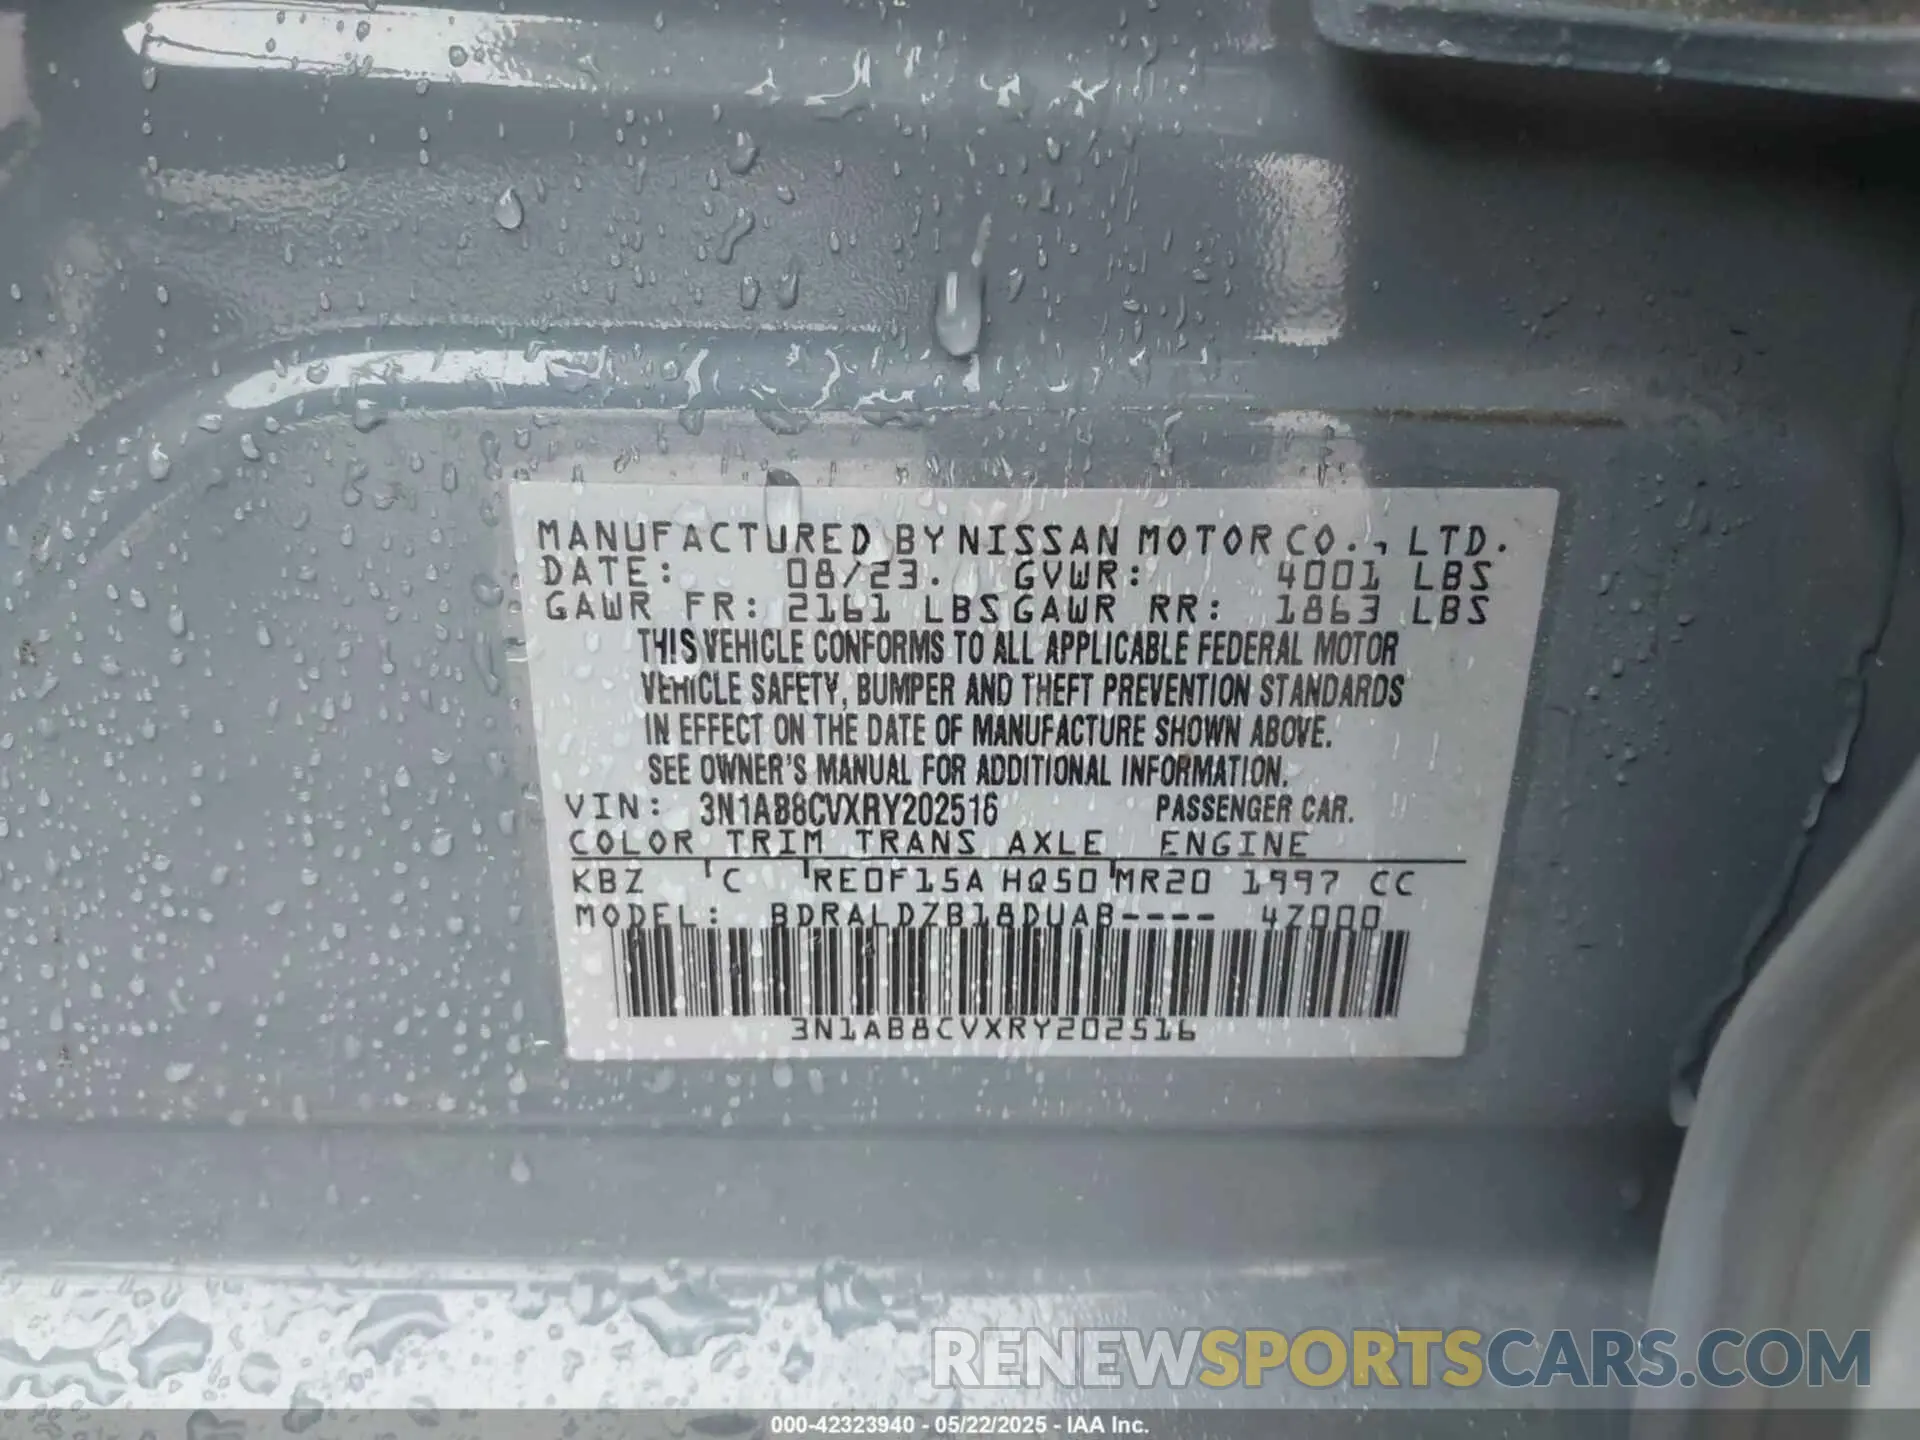 MANUFACTURED BY NISSAN MOTOR CO., LTD.
DATE: 08/23. GVWR: 4001 LBS
GAWR FR: 2161 LBS GAWR RR: 1863 LBS
THIS VEHICLE CONFORMS TO ALL APPLICABLE FEDERAL MOTOR
VEHICLE SAFETY, BUMPER AND THEFT PREVENTION STANDARDS
IN EFFECT ON THE DATE OF MANUFACTURE SHOWN ABOVE.
SEE OWNER'S MANUAL FOR ADDITIONAL INFORMATION.
VIN: 3N1AB8CVXRY202516 PASSENGER CAR.
COLOR TRIM TRANS AXLE ENGINE
KBZ C RE0F15A HQ50 MR20 1997 CC
MODEL: BDRALDZB18DUAB---- 4Z000
3N1AB8CVXRY202516
RENEWSPORTSCARS.COM
000-42323940 - 05/22/2025 - IAA Inc.